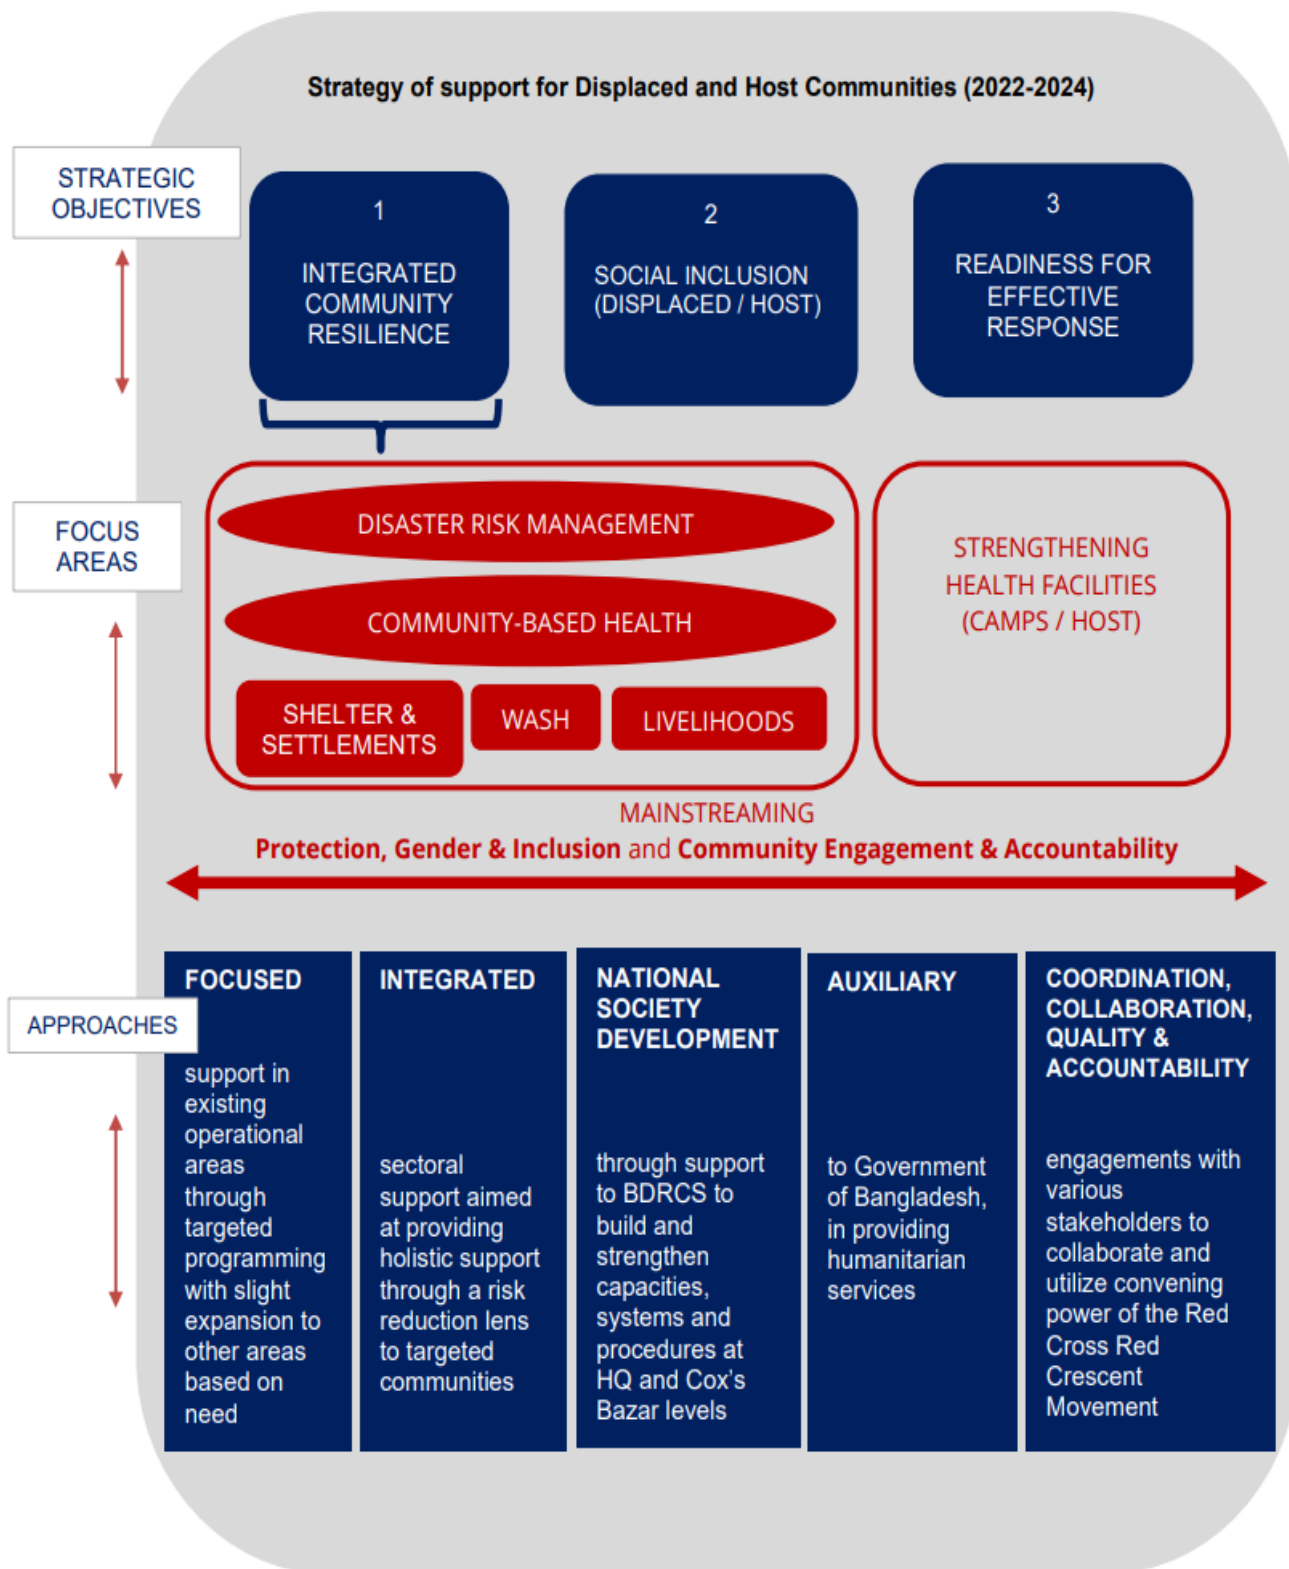 Strategy of support for Displaced and Host Communities (2022-2024)
STRATEGIC
OBJECTIVES
1
INTEGRATED
COMMUNITY
RESILIENCE
2
SOCIAL INCLUSION
(DISPLACED / HOST)
3
READINESS FOR
EFFECTIVE
RESPONSE
FOCUS
AREAS
DISASTER RISK MANAGEMENT
COMMUNITY-BASED HEALTH
SHELTER &
SETTLEMENTS
WASH
LIVELIHOODS
STRENGTHENING
HEALTH FACILITIES
(CAMPS / HOST)
MAINSTREAMING
Protection, Gender & Inclusion and Community Engagement & Accountability
APPROACHES
FOCUSED
support in
existing
operational
areas
through
targeted
programming
with slight
expansion to
other areas
based on
need
INTEGRATED
sectoral
support aimed
at providing
holistic support
through a risk
reduction lens
to targeted
communities
NATIONAL
SOCIETY
DEVELOPMENT
through support
to BDRCS to
build and
strengthen
capacities,
systems and
procedures at
HQ and Cox's
Bazar levels
AUXILIARY
to Government
of Bangladesh,
in providing
humanitarian
services
COORDINATION,
COLLABORATION,
QUALITY &
ACCOUNTABILITY
engagements with
various
stakeholders to
collaborate and
utilize convening
power of the Red
Cross Red
Crescent
Movement